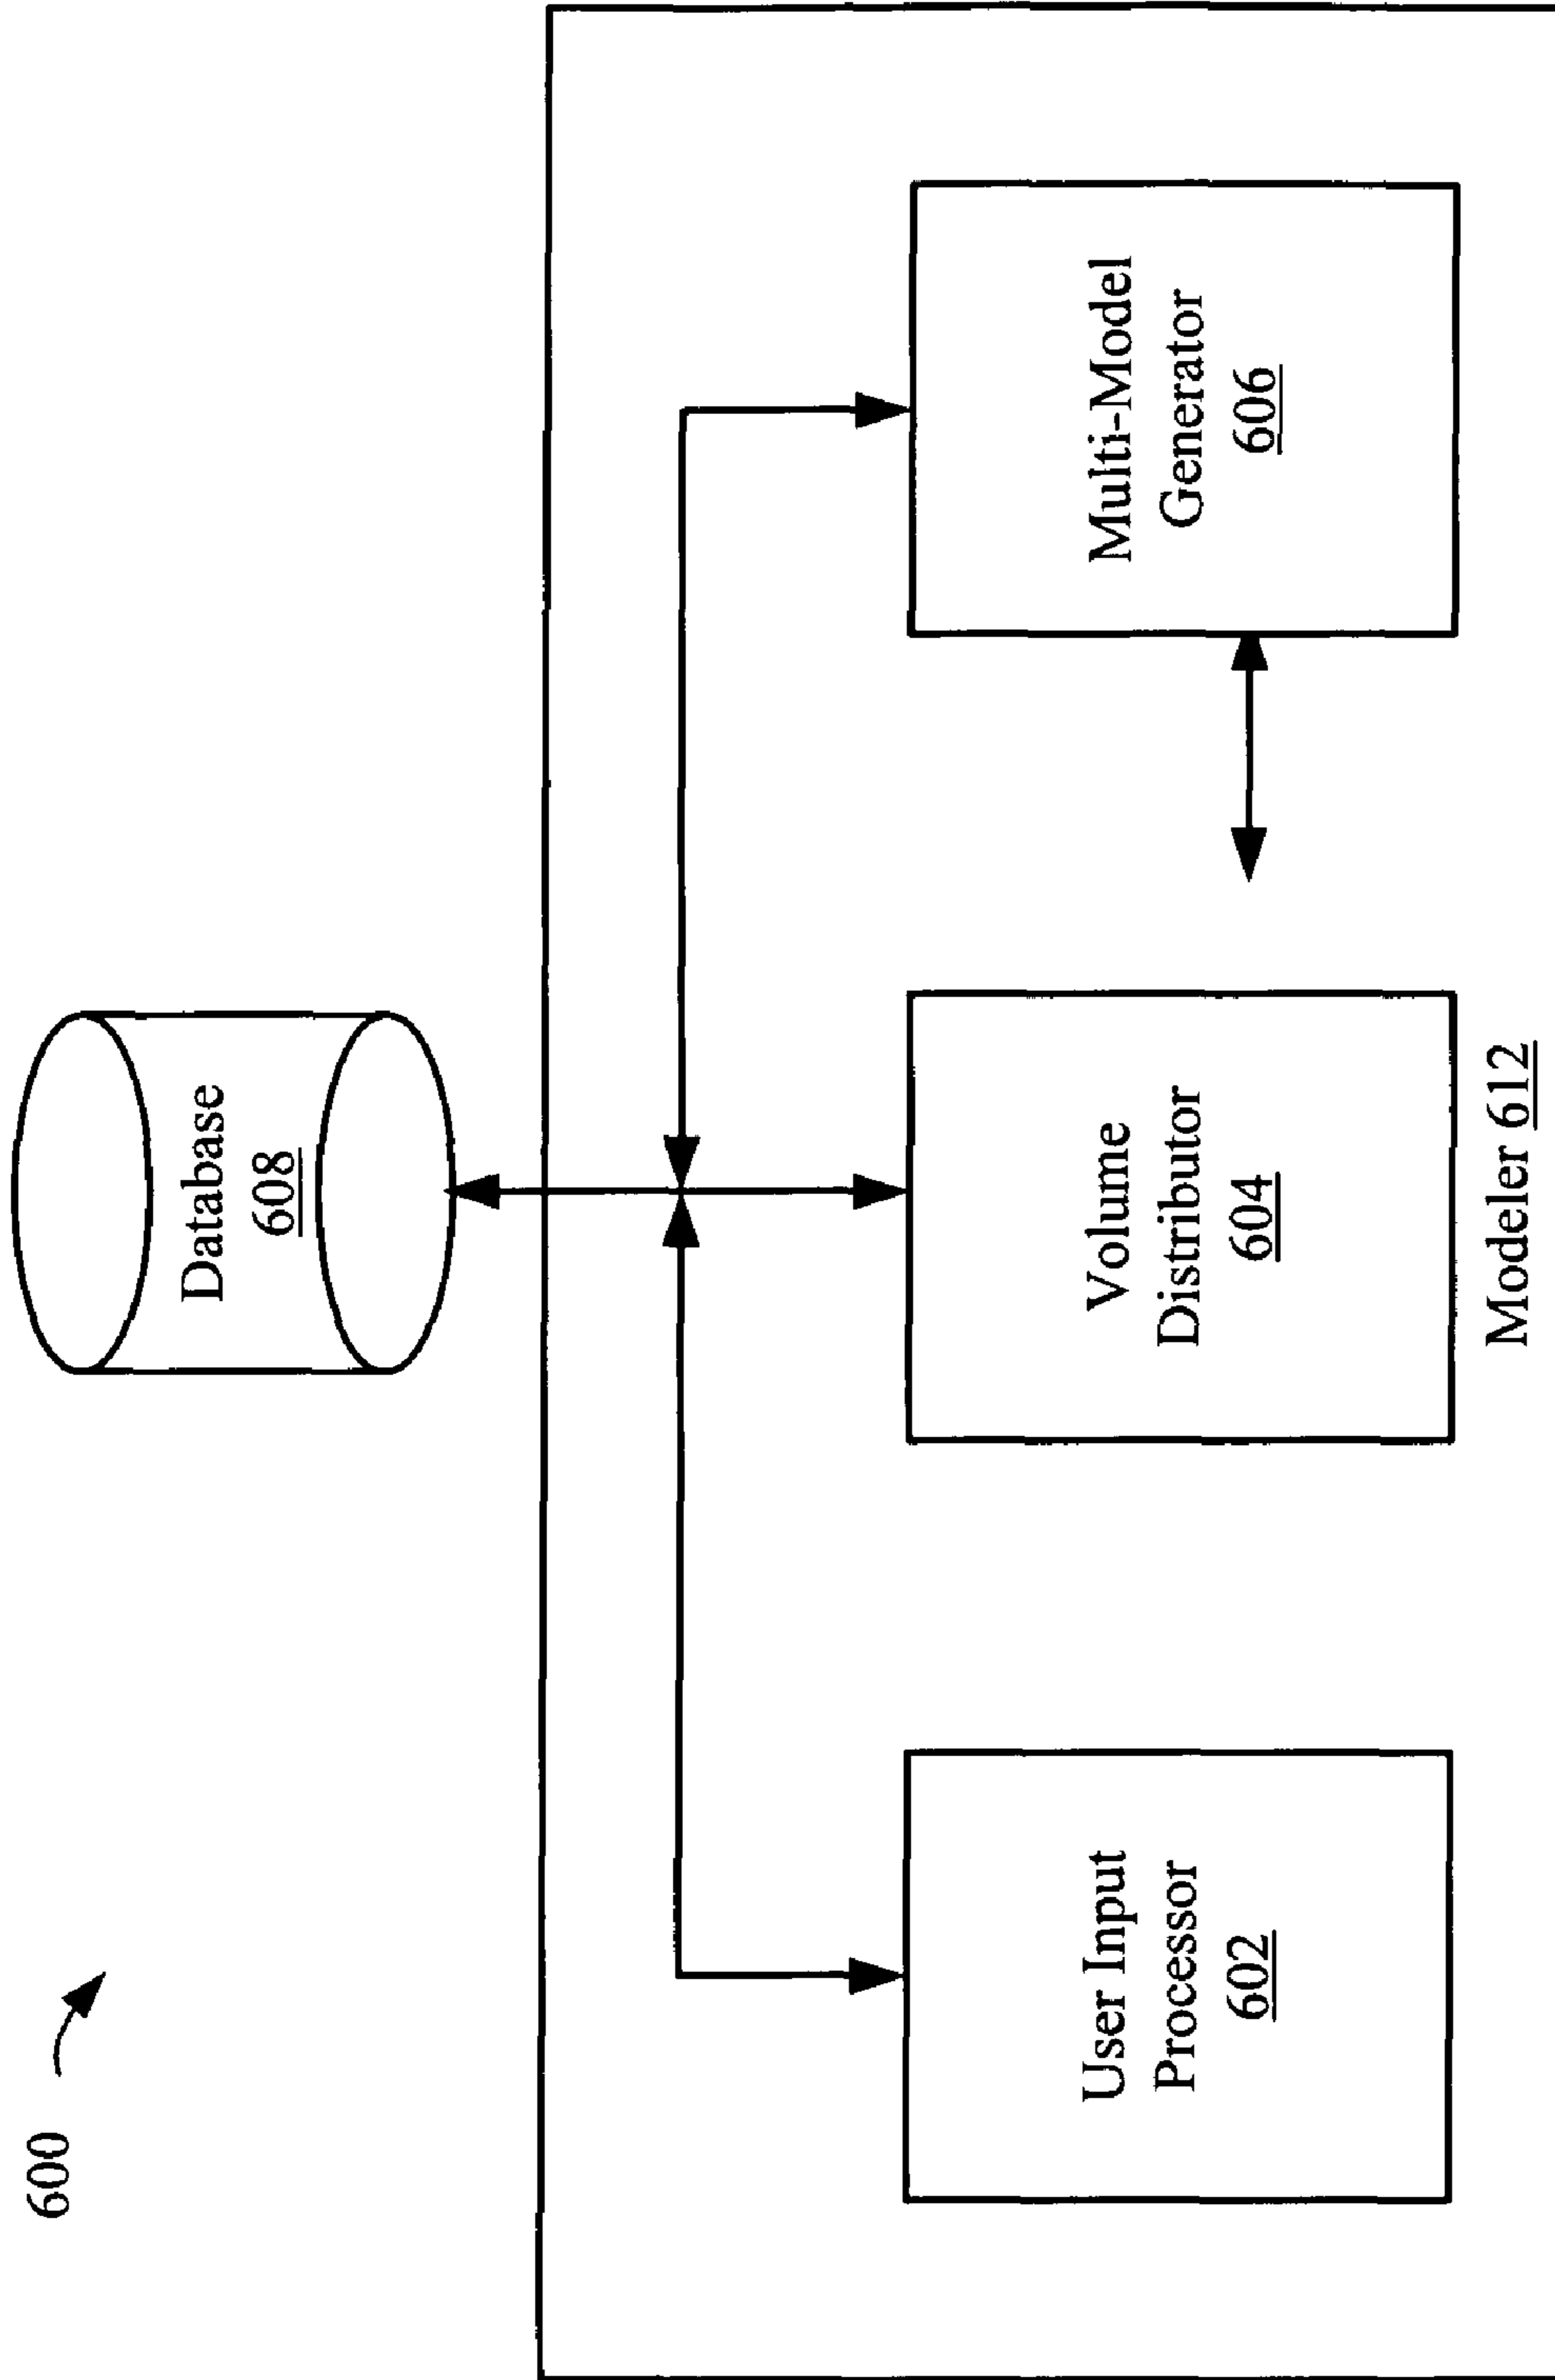 600
Database
608
User Input
Processor
602
Volume
Distributor
604
Multi-Model
Generator
606
Modeler 612